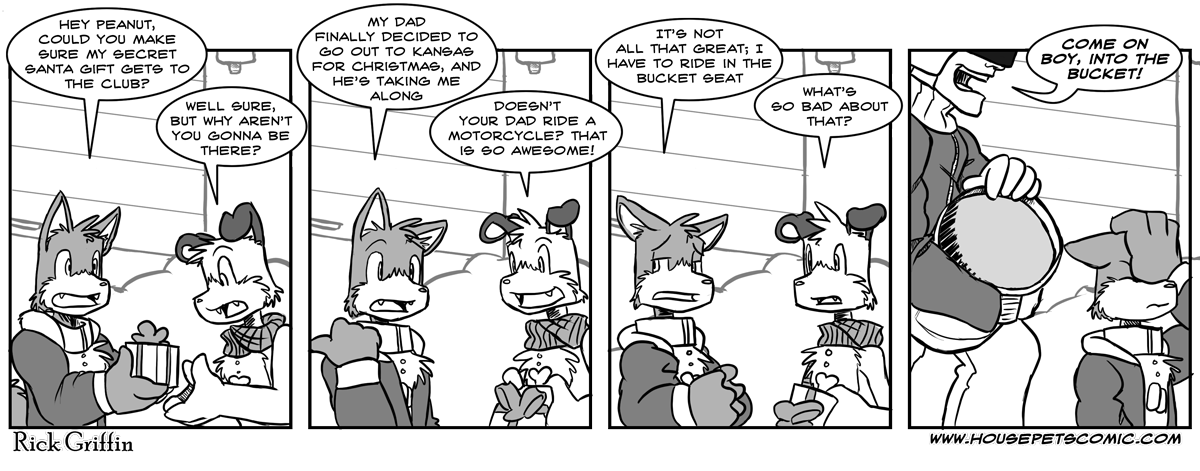 HEY PEANUT,
COULD YOU MAKE
SURE MY SECRET
SANTA GIFT GETS TO
THE CLUB?
WELL SURE,
BUT WHY AREN'T
YOU GONNA BE
THERE?
MY DAD
FINALLY DECIDED TO
GO OUT TO KANSAS
FOR CHRISTMAS, AND
HE'S TAKING ME
ALONG
DOESN'T
YOUR DAD RIDE A
MOTORCYCLE? THAT
IS SO AWESOME!
IT'S NOT
ALL THAT GREAT; I
HAVE TO RIDE IN THE
BUCKET SEAT
WHAT'S
SO BAD ABOUT
THAT?
COME ON
BOY, INTO THE
BUCKET!
Rick Griffin
WWW.HOUSEPETSCOMIC.COM